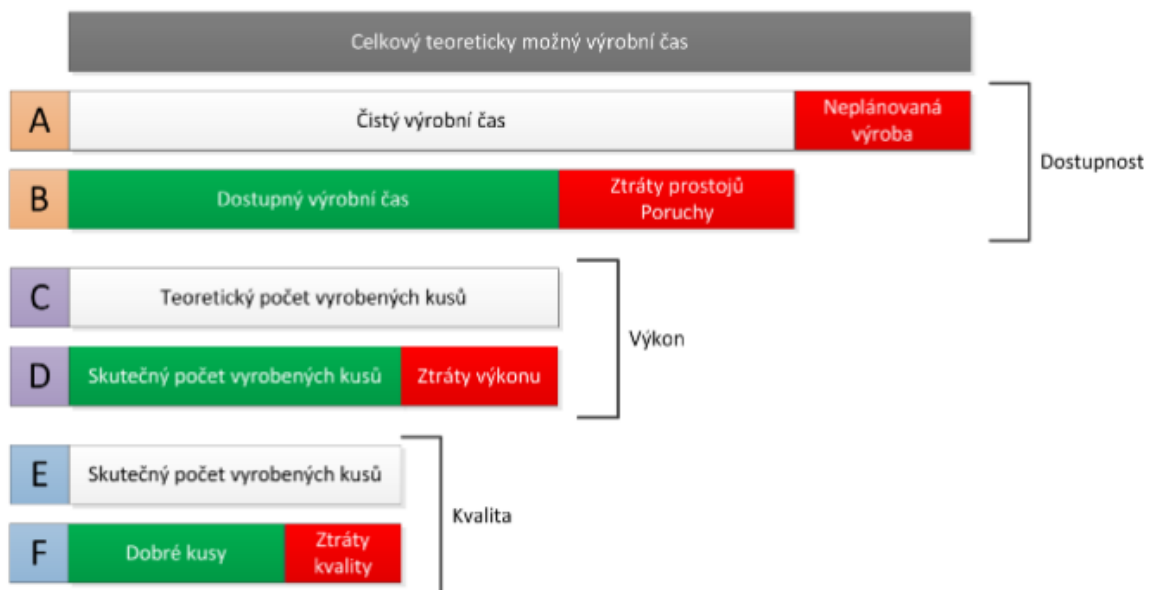 Celkový teoreticky možný výrobní čas
A
Čistý výrobní čas
Neplánovaná
výroba
Dostupnost
B
Dostupný výrobní čas
Ztráty prostojů
Poruchy
C
Teoretický počet vyrobených kusů
Výkon
D
Skutečný počet vyrobených kusů
Ztráty výkonu
E
Skutečný počet vyrobených kusů
Kvalita
F
Dobré kusy
Ztráty
kvality